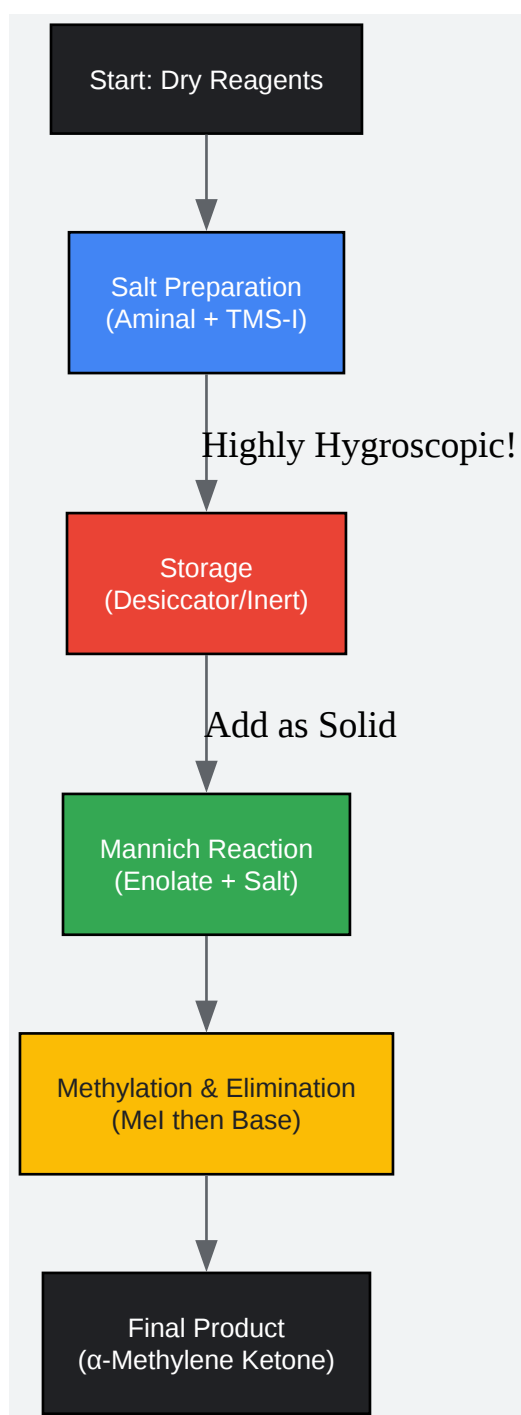 Start: Dry Reagents
Salt Preparation
(Aminal + TMS-I)
Highly Hygroscopic!
Storage
(Desiccator/Inert)
Add as Solid
Mannich Reaction
(Enolate + Salt)
Methylation & Elimination
(MeI then Base)
Final Product
(α-Methylene Ketone)